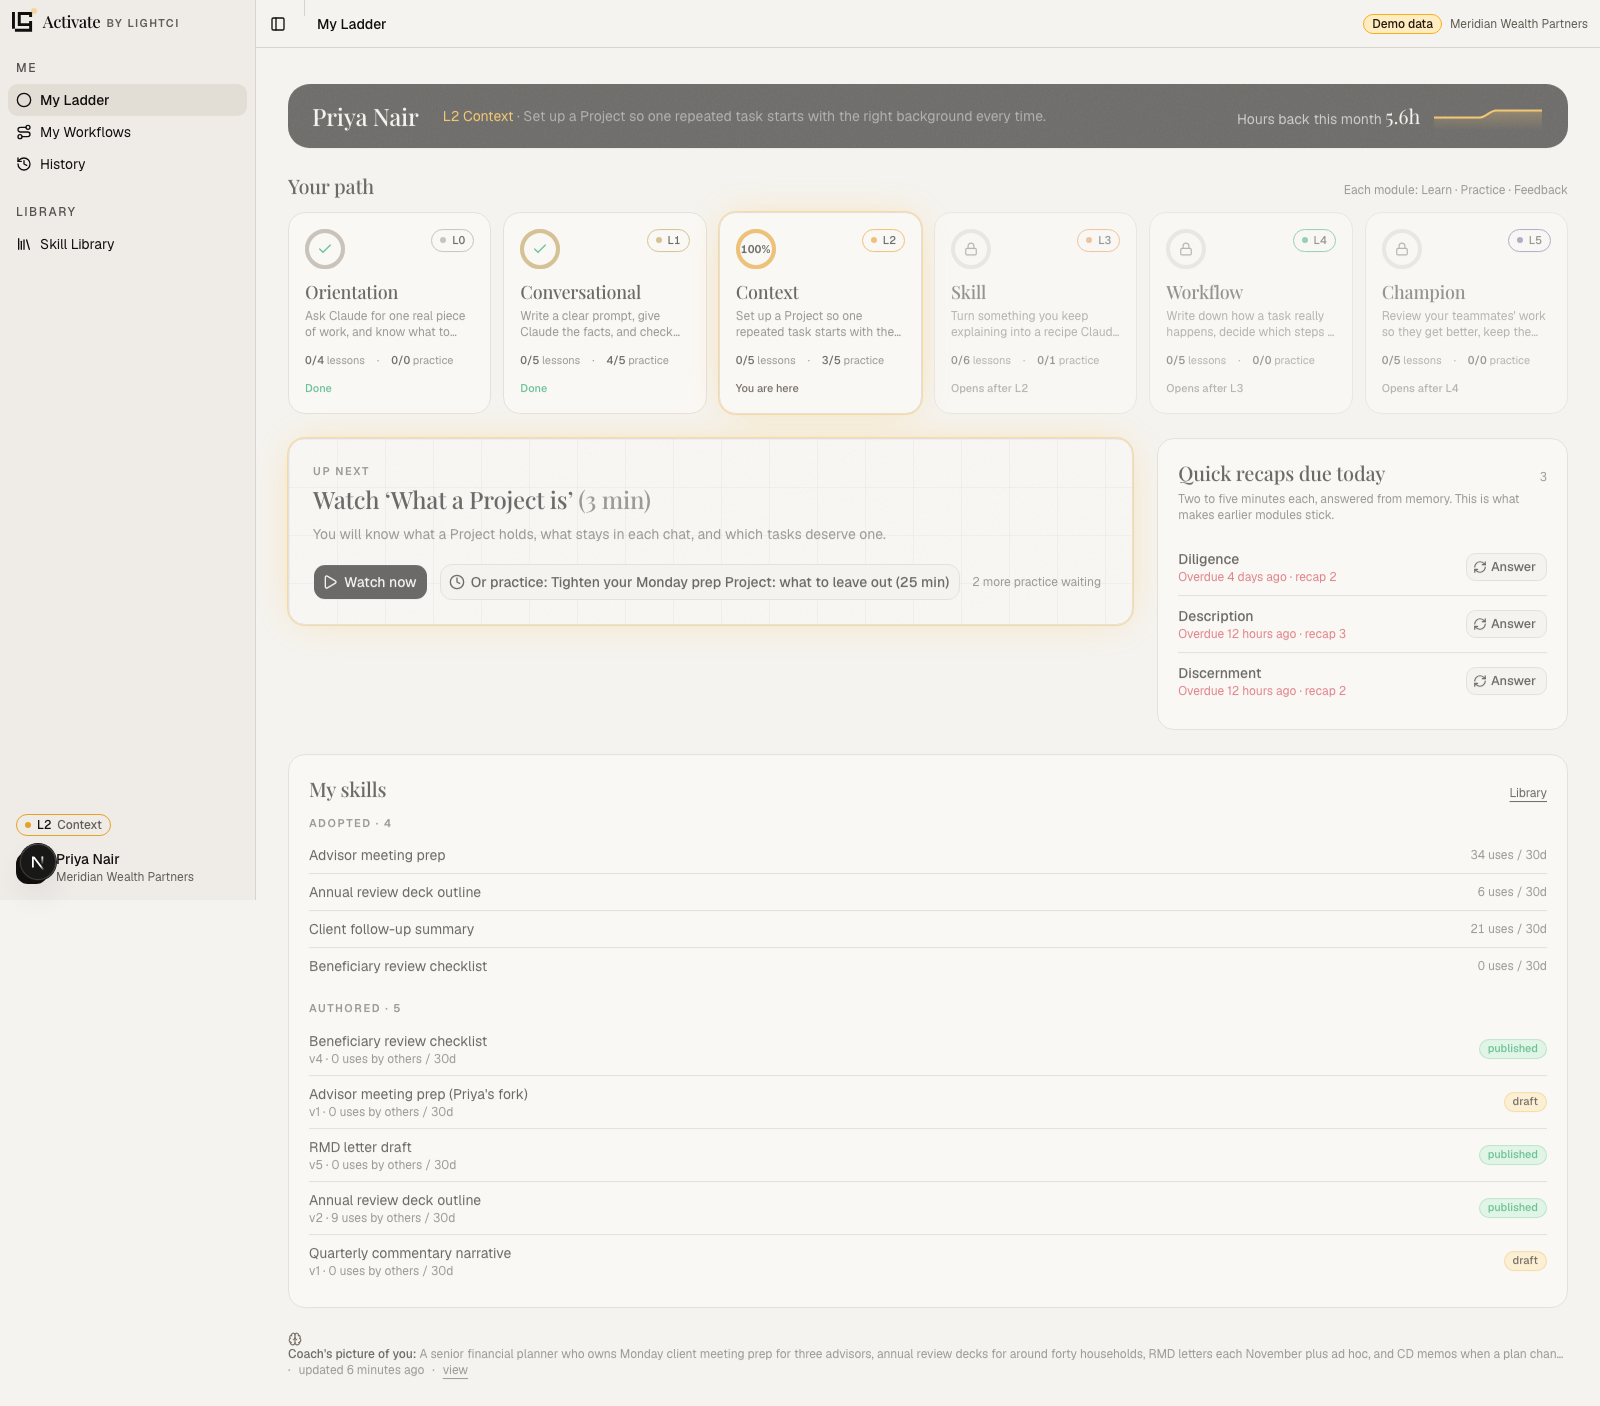 Activate BY LIGHTCI
ME
My Ladder
My Workflows
History
LIBRARY
Skill Library
L2 Context
N
Priya Nair
Meridian Wealth Partners
My Ladder
Demo data
Meridian Wealth Partners
Priya Nair
L2 Context · Set up a Project so one repeated task starts with the right background every time.
Hours back this month 5.6h
Your path
Each module: Learn · Practice · Feedback
L0
Orientation
Ask Claude for one real piece
of work, and know what to…
0/4 lessons · 0/0 practice
Done
L1
Conversational
Write a clear prompt, give
Claude the facts, and check…
0/5 lessons · 4/5 practice
Done
100%
L2
Context
Set up a Project so one
repeated task starts with the…
0/5 lessons · 3/5 practice
You are here
L3
Skill
Turn something you keep
explaining into a recipe Claud…
0/6 lessons · 0/1 practice
Opens after L2
L4
Workflow
Write down how a task really
happens, decide which steps …
0/5 lessons · 0/0 practice
Opens after L3
L5
Champion
Review your teammates' work
so they get better, keep the…
0/5 lessons · 0/0 practice
Opens after L4
UP NEXT
Watch ‘What a Project is’ (3 min)
You will know what a Project holds, what stays in each chat, and which tasks deserve one.
Watch now
Or practice: Tighten your Monday prep Project: what to leave out (25 min)
2 more practice waiting
Quick recaps due today
3
Two to five minutes each, answered from memory. This is what
makes earlier modules stick.
Diligence
Overdue 4 days ago · recap 2
Answer
Description
Overdue 12 hours ago · recap 3
Answer
Discernment
Overdue 12 hours ago · recap 2
Answer
My skills
Library
ADOPTED · 4
Advisor meeting prep
34 uses / 30d
Annual review deck outline
6 uses / 30d
Client follow-up summary
21 uses / 30d
Beneficiary review checklist
0 uses / 30d
AUTHORED · 5
Beneficiary review checklist
v4 · 0 uses by others / 30d
published
Advisor meeting prep (Priya's fork)
v1 · 0 uses by others / 30d
draft
RMD letter draft
v5 · 0 uses by others / 30d
published
Annual review deck outline
v2 · 9 uses by others / 30d
published
Quarterly commentary narrative
v1 · 0 uses by others / 30d
draft
Coach's picture of you: A senior financial planner who owns Monday client meeting prep for three advisors, annual review decks for around forty households, RMD letters each November plus ad hoc, and CD memos when a plan chan…
· updated 6 minutes ago · view